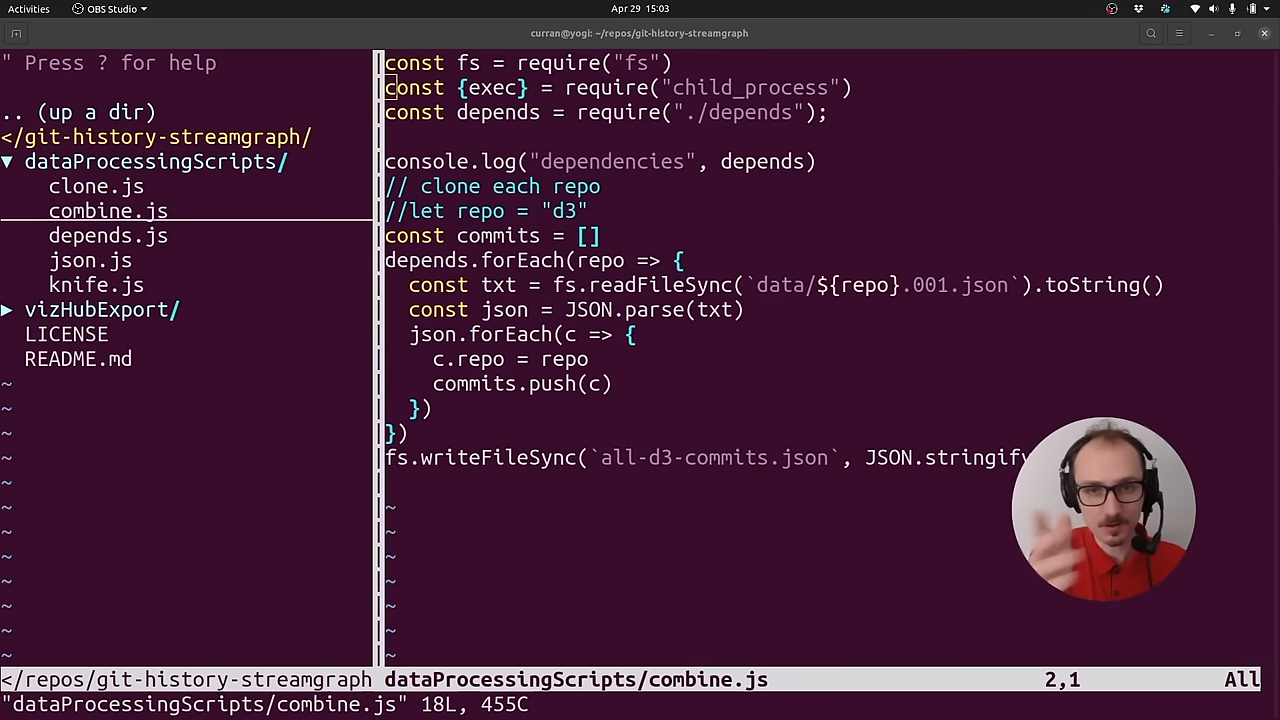 Activities OBS Studio Apr 29 15:03
curran@yogi: ~/repos/git-history-streamgraph
" Press ? for help
.. (up a dir)
</git-history-streamgraph/
▼ dataProcessingScripts/
clone.js
combine.js
depends.js
json.js
knife.js
▶ vizHubExport/
LICENSE
README.md
~
~
~
~
~
~
~
~
~
~
~
~
const fs = require("fs")
const {exec} = require("child_process")
const depends = require("./depends");
console.log("dependencies", depends)
// clone each repo
//let repo = "d3"
const commits = []
depends.forEach(repo => {
  const txt = fs.readFileSync(`data/${repo}.001.json`).toString()
  const json = JSON.parse(txt)
  json.forEach(c => {
    c.repo = repo
    commits.push(c)
  })
})
fs.writeFileSync(`all-d3-commits.json`, JSON.stringify
~
~
~
~
~
~
~
</repos/git-history-streamgraph dataProcessingScripts/combine.js 2,1 All
"dataProcessingScripts/combine.js" 18L, 455C